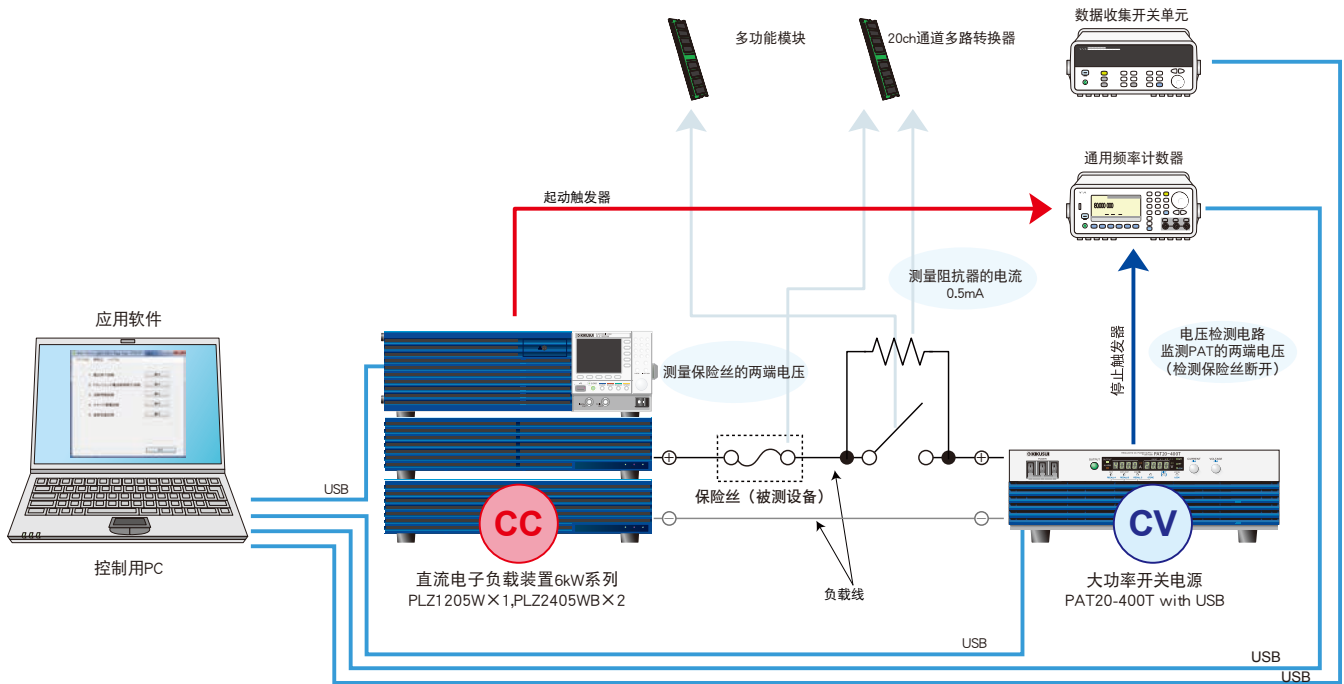 数据收集开关单元
多功能模块
20ch通道多路转换器
通用频率计数器
起动触发器
测量阻抗器的电流
0.5mA
停止触发器
电压检测电路
监测PAT的两端电压
（检测保险丝断开）
应用软件
测量保险丝的两端电压
KIKUSUI
KIKUSUI
PAT20-400T
USB
保险丝（被测设备）
CC
CV
控制用PC
直流电子负载装置6kW系列
PLZ1205W×1,PLZ2405WB×2
负载线
大功率开关电源
PAT20-400T with USB
USB
USB
USB